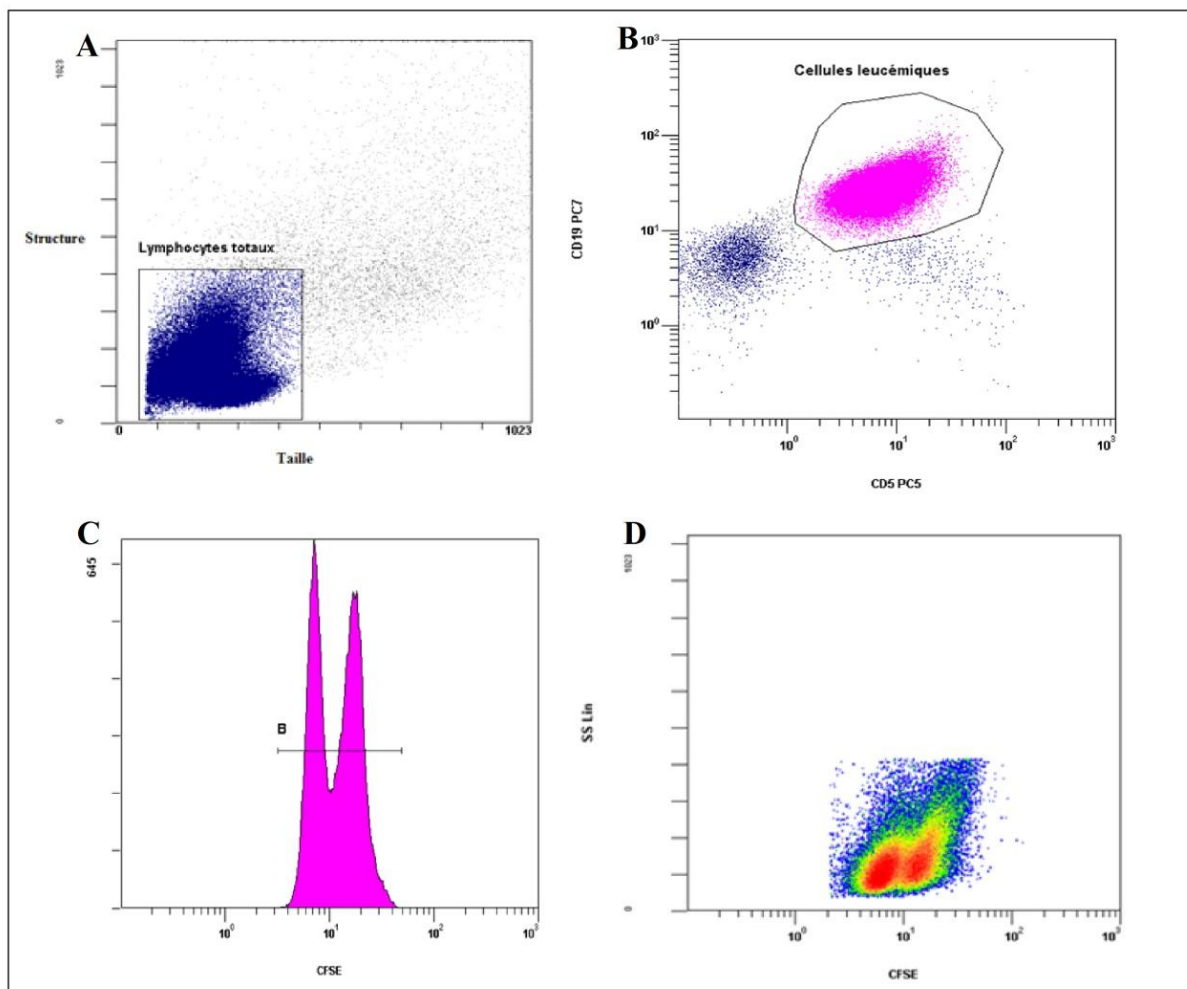 A
1023
Structure
Lymphocytes totaux
0
0
1023
Taille
B
10³
Cellules leucémiques
10²
CD19 PC7
10¹
10⁰
10⁰
10¹
10²
10³
CD5 PC5
C
645
B
10⁰
10¹
10²
10³
CFSE
D
1023
SS Lin
0
10⁰
10¹
10²
10³
CFSE